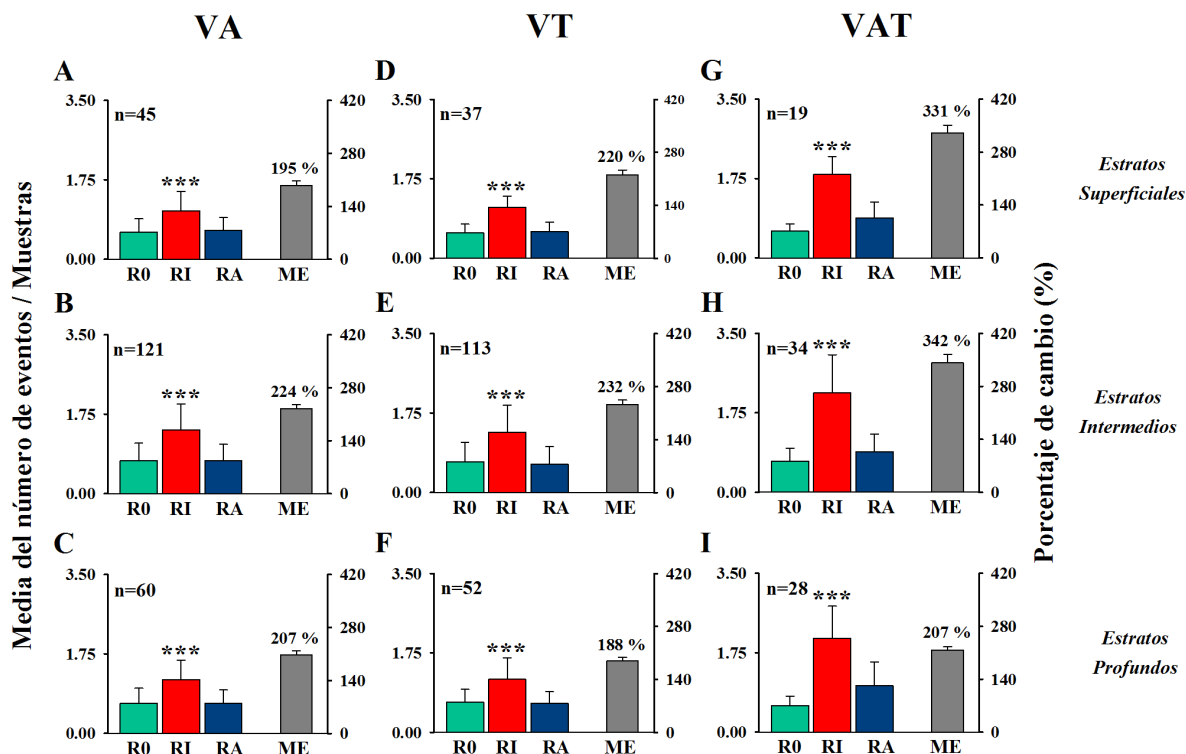 VA VT VAT
A D G
3.50 420 3.50 420 3.50 420
n=45 n=37 n=19 331 %
280 280 280
195 % 220 %
*** *** ***
1.75 1.75 1.75
140 140 140
0.00 0 0.00 0 0.00 0
R0 RI RA ME R0 RI RA ME R0 RI RA ME
Estratos
Superficiales
B E H
3.50 420 3.50 420 3.50 420
n=121 n=113 n=34 342 %
***
280 280 280
224 % 232 %
*** ***
1.75 1.75 1.75
140 140 140
0.00 0 0.00 0 0.00 0
R0 RI RA ME R0 RI RA ME R0 RI RA ME
Estratos
Intermedios
C F I
3.50 420 3.50 420 3.50 420
n=60 n=52 n=28
***
280 280 280
207 % 188 % 207 %
*** ***
1.75 1.75 1.75
140 140 140
0.00 0 0.00 0 0.00 0
R0 RI RA ME R0 RI RA ME R0 RI RA ME
Estratos
Profundos
Media del número de eventos / Muestras
Porcentaje de cambio (%)